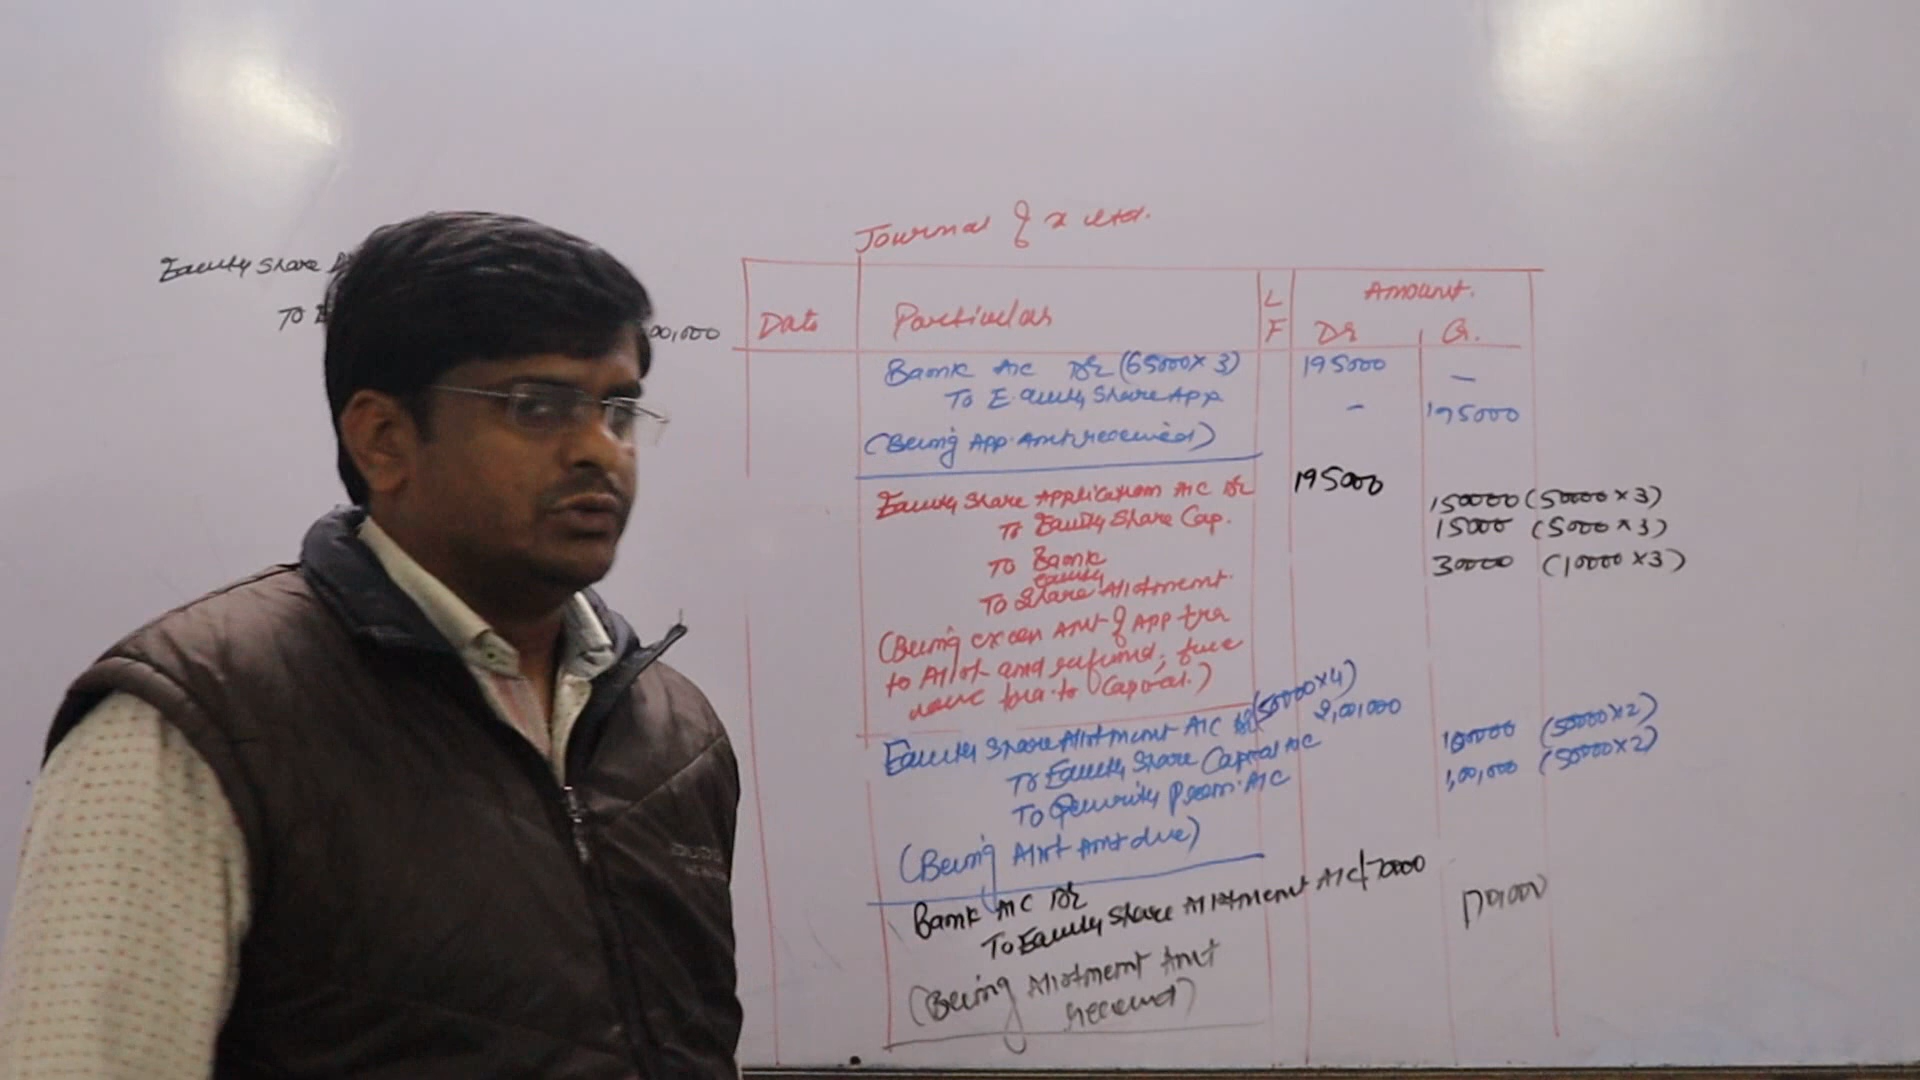 Journal of x Ltd.
Equity Share
To
00,000
Date Particulars L F Amount.
Dr Cr.
Bank A/C Dr (65000 x 3) 195000 —
To Equity Share App — 195000
(Being App. Amt received)
Equity Share Application A/C Dr 195000
To Equity Share Cap. 150000 (50000 x 3)
To Bank 15000 (5000 x 3)
To Equity Share Allotment. 30000 (10000 x 3)
(Being excess Amt of App tra
to Allot and refund,
tra. to Capital.)
Equity Share Allotment A/C Dr (50000 x 4) 2,00,000
To Equity Share Capital A/C 100000 (50000 x 2)
To Security Prem. A/C 1,00,000 (50000 x 2)
(Being Allot Amt due)
Bank A/C Dr 170000
To Equity Share Allotment A/C 170000
(Being Allotment Amt
received)